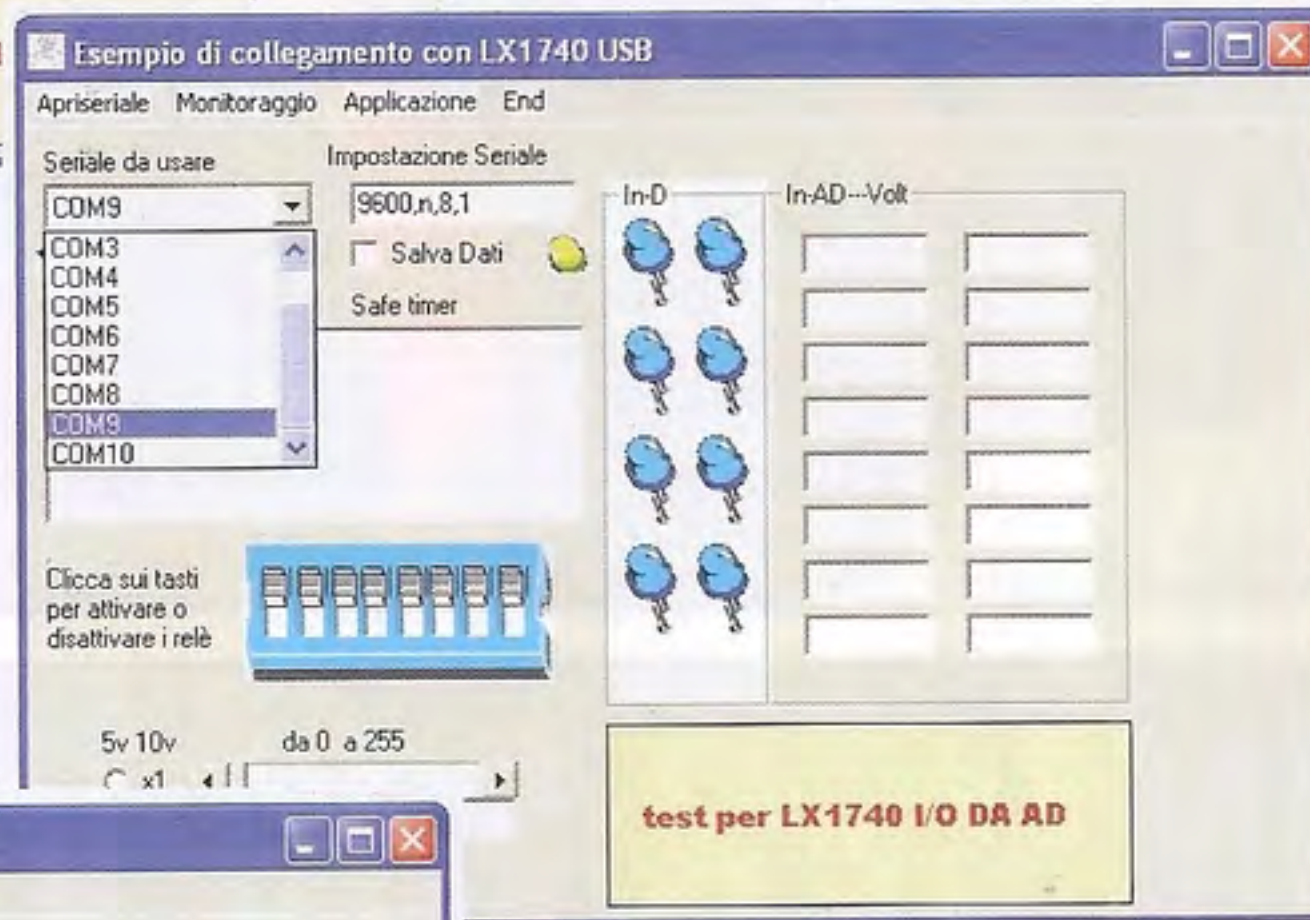 Esempio di collegamento con LX1740 USB
Apriseriale Monitoraggio Applicazione End
Seriale da usare
Impostazione Seriale
COM9
9600,n,8,1
COM3
COM4
COM5
COM6
COM7
COM8
COM9
COM10
Salva Dati
Safe timer
In-D
In-AD---Volt
Clicca sui tasti
per attivare o
disattivare i relè
5v 10v
da 0 a 255
x1
test per LX1740 I/O DA AD